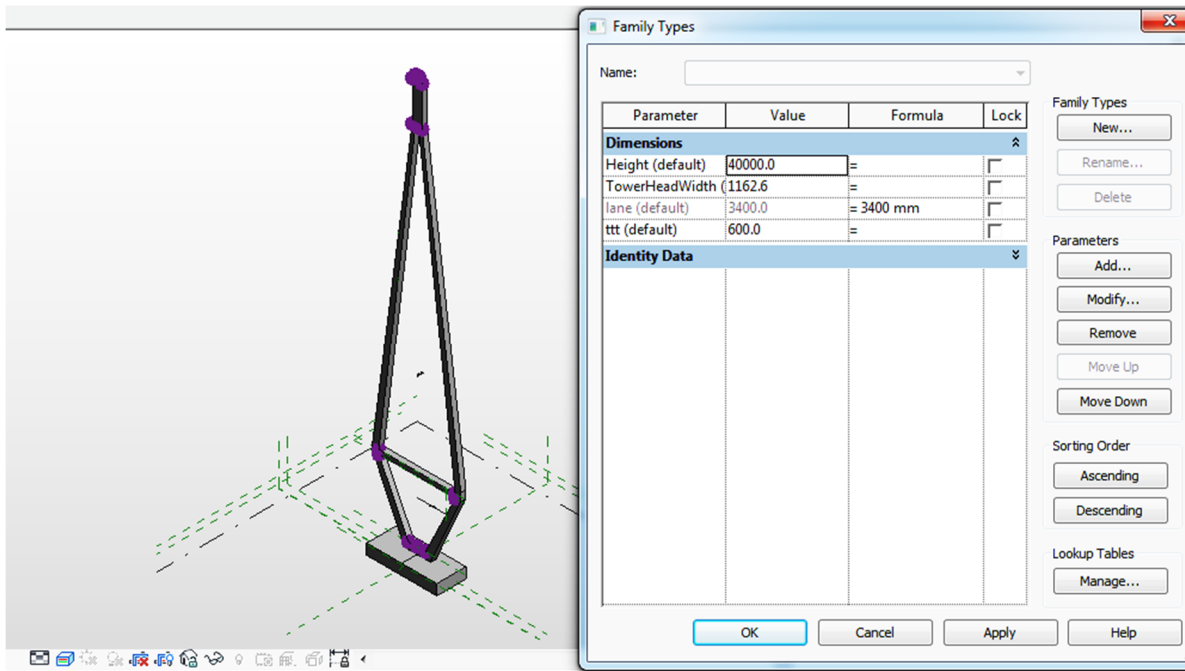 Family Types
Name:
Parameter Value Formula Lock
Dimensions
Height (default) 40000.0 =
TowerHeadWidth ( 1162.6 =
lane (default) 3400.0 = 3400 mm
ttt (default) 600.0 =
Identity Data
Family Types
New...
Rename...
Delete
Parameters
Add...
Modify...
Remove
Move Up
Move Down
Sorting Order
Ascending
Descending
Lookup Tables
Manage...
OK Cancel Apply Help